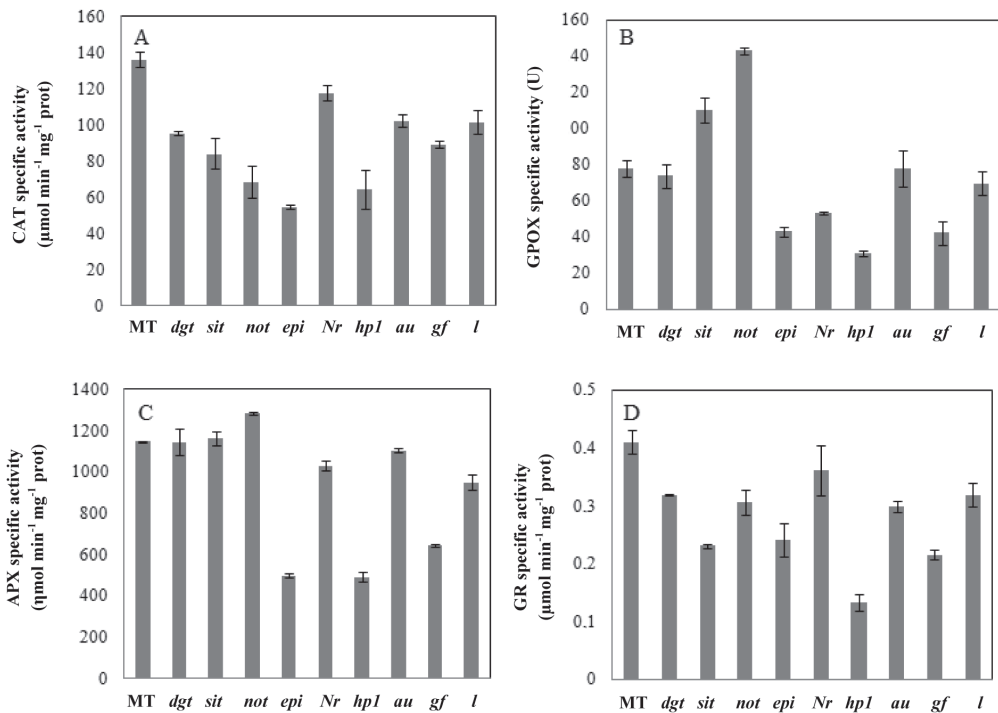 A
CAT specific activity
(μmol min-1 mg-1 prot)
160
140
120
100
80
60
40
20
0
MT dgt sit not epi Nr hp1 au gf l
B
GPOX specific activity (U)
160
40
20
00
80
60
40
20
0
MT dgt sit not epi Nr hp1 au gf l
C
APX specific activity
(ηmol min-1 mg-1 prot)
1400
1200
1000
800
600
400
200
0
MT dgt sit not epi Nr hp1 au gf l
D
GR specific activity
(μmol min-1 mg-1 prot)
0.5
0.4
0.3
0.2
0.1
0
MT dgt sit not epi Nr hp1 au gf l